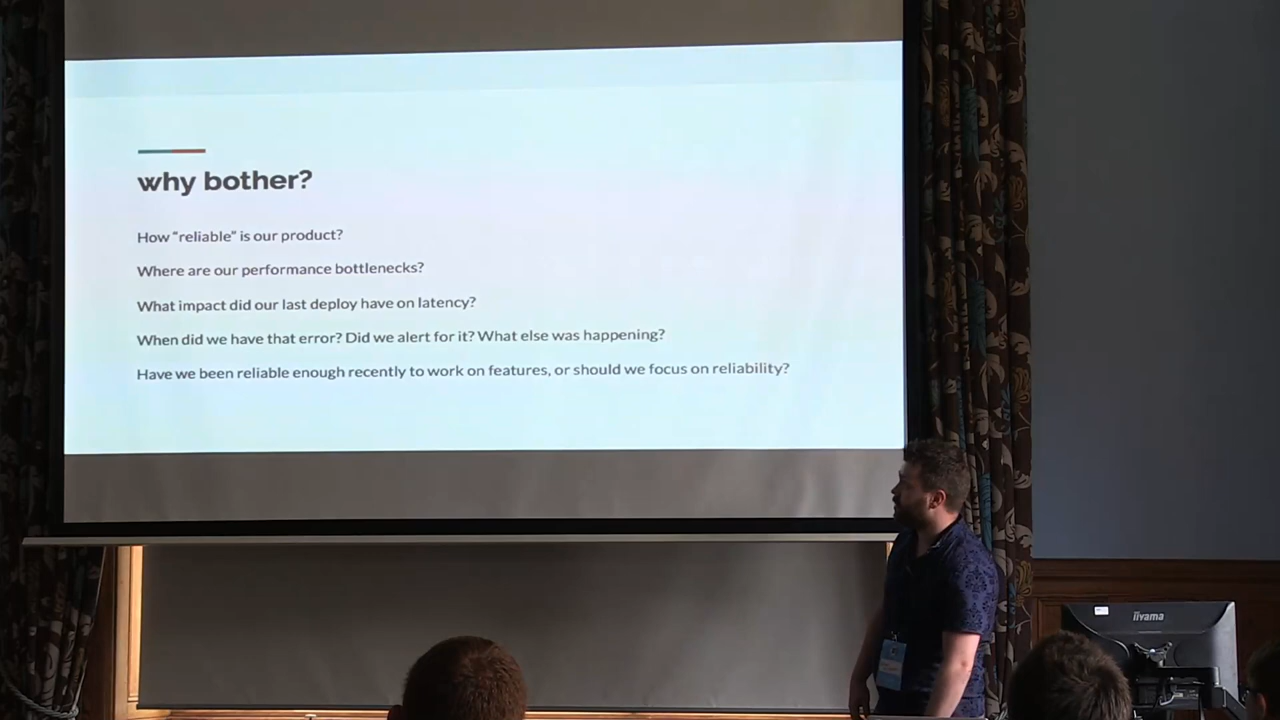 why bother?
How "reliable" is our product?
Where are our performance bottlenecks?
What impact did our last deploy have on latency?
When did we have that error? Did we alert for it? What else was happening?
Have we been reliable enough recently to work on features, or should we focus on reliability?
iiyama